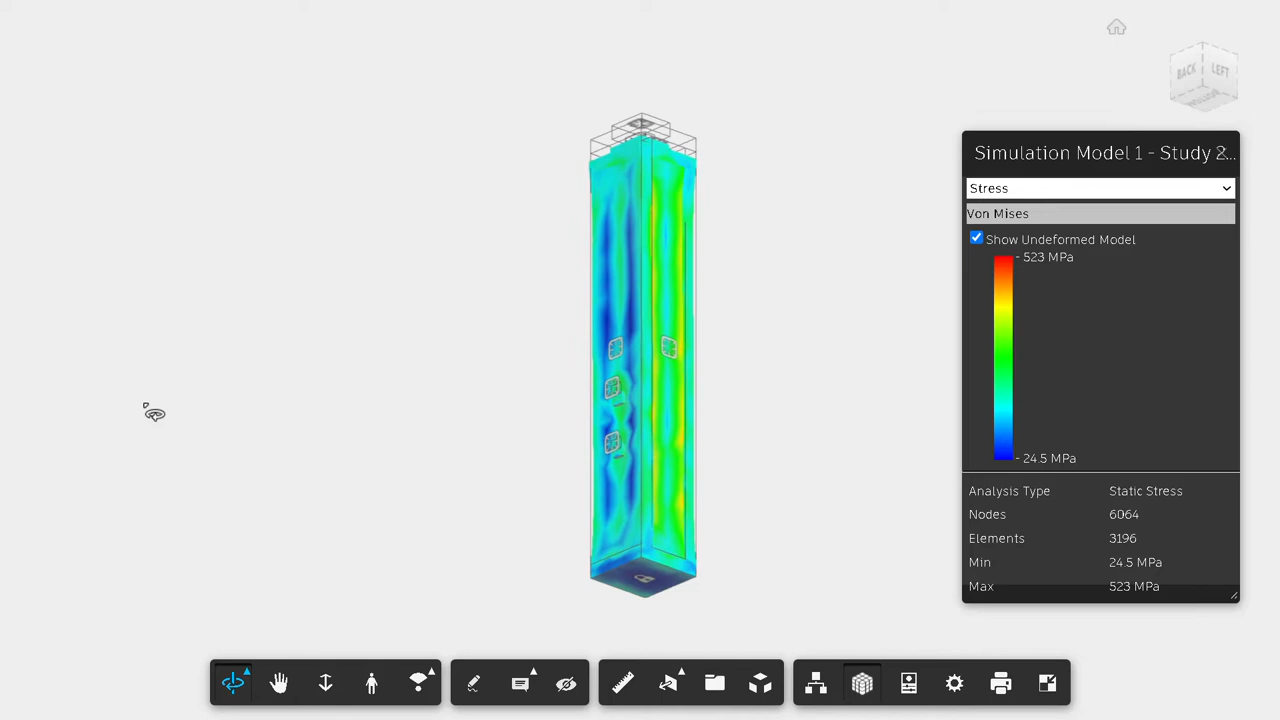 BACK LEFT
Simulation Model 1 - Study 2...
Stress
Von Mises
Show Undeformed Model
- 523 MPa
- 24.5 MPa
Analysis Type Static Stress
Nodes 6064
Elements 3196
Min 24.5 MPa
Max 523 MPa